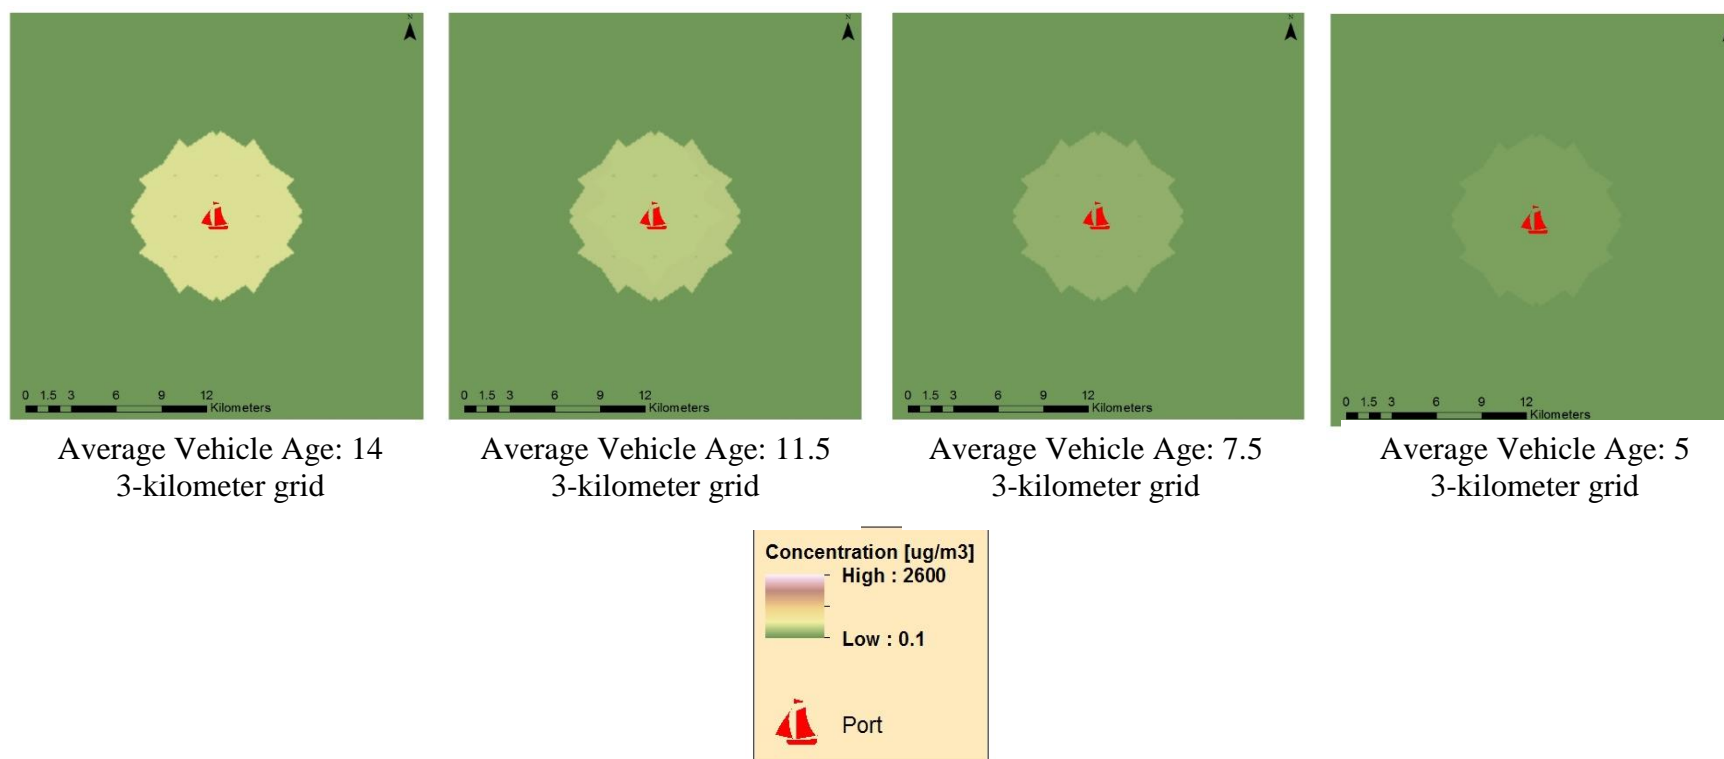 N
N
N
0 1.5 3 6 9 12
Kilometers
0 1.5 3 6 9 12
Kilometers
0 1.5 3 6 9 12
Kilometers
0 1.5 3 6 9 12
Kilometers
Average Vehicle Age: 14
3-kilometer grid
Average Vehicle Age: 11.5
3-kilometer grid
Average Vehicle Age: 7.5
3-kilometer grid
Average Vehicle Age: 5
3-kilometer grid
Concentration [ug/m3]
High : 2600
Low : 0.1
Port